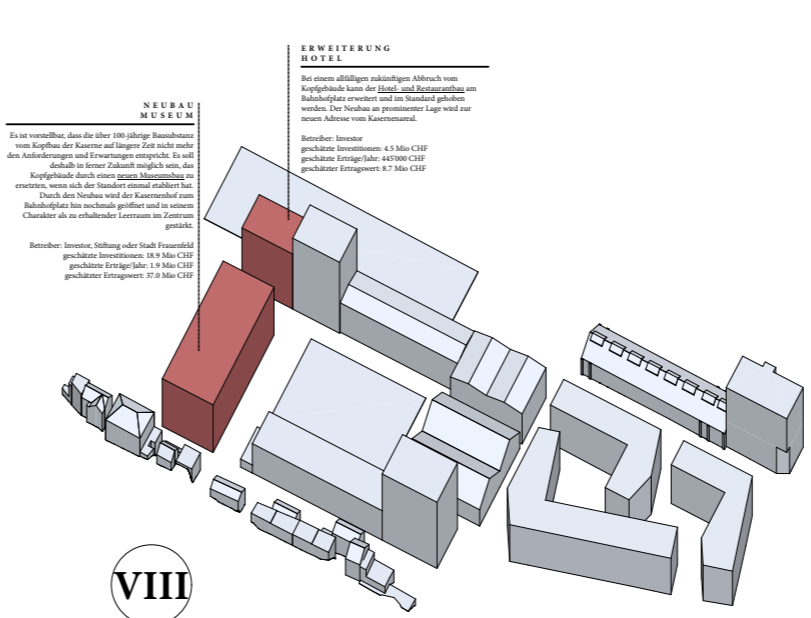 ERWEITERUNG
HOTEL
Bei einem allfälligen zukünftigen Abbruch vom
Kopfgebäude kann der Hotel- und Restaurantbau am
Bahnhofplatz erweitert und im Standard gehoben
werden. Der Neubau an prominenter Lage wird zur
neuen Adresse vom Kasernenareal.
Betreiber: Investor
geschätzte Investitionen: 4.5 Mio CHF
geschätzte Erträge/Jahr: 445'000 CHF
geschätzter Ertragswert: 8.7 Mio CHF
NEUBAU
MUSEUM
Es ist vorstellbar, dass die über 100-jährige Bausubstanz
vom Kopfbau der Kaserne auf längere Zeit nicht mehr
den Anforderungen und Erwartungen entspricht. Es soll
deshalb in ferner Zukunft möglich sein, das
Kopfgebäude durch einen neuen Museumsbau zu
ersetzten, wenn sich der Standort einmal etabliert hat.
Durch den Neubau wird der Kasernenhof zum
Bahnhofplatz hin nochmals geöffnet und in seinem
Charakter als zu erhaltender Leerraum im Zentrum
gestärkt.
Betreiber: Investor, Stiftung oder Stadt Frauenfeld
geschätzte Investitionen: 18.9 Mio CHF
geschätzte Erträge/Jahr: 1.9 Mio CHF
geschätzter Ertragswert: 37.0 Mio CHF
VIII